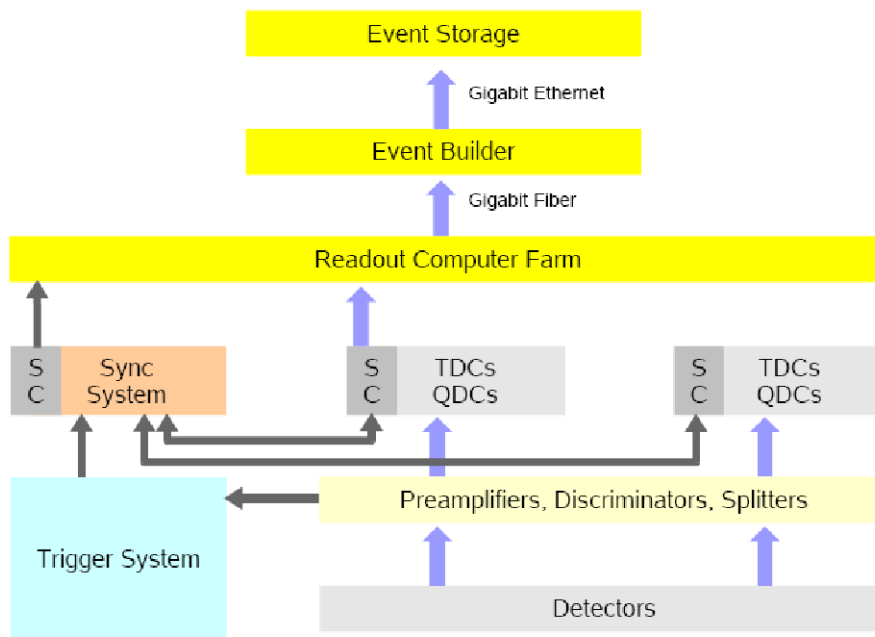 Event Storage
Gigabit Ethernet
Event Builder
Gigabit Fiber
Readout Computer Farm
S
C
Sync
System
S
C
TDCs
QDCs
S
C
TDCs
QDCs
Preamplifiers, Discriminators, Splitters
Trigger System
Detectors